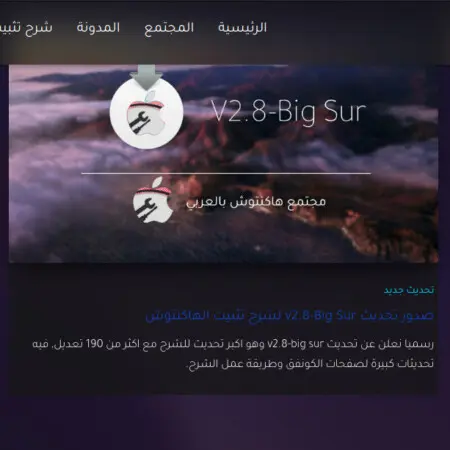 الرئيسية المجتمع المدونة شرح تثبي
V2.8-Big Sur
مجتمع هاكنتوش بالعربي
تحديث جديد
صدور تحديث v2.8-Big Sur لشرح تثبيت الهاكنتوش
رسميا نعلن عن تحديث v2.8-big sur وهو اكبر تحديث للشرح مع اكثر من 190 تعديل, فيه
تحديثات كبيرة لصفحات الكونفق وطريقة عمل الشرح.